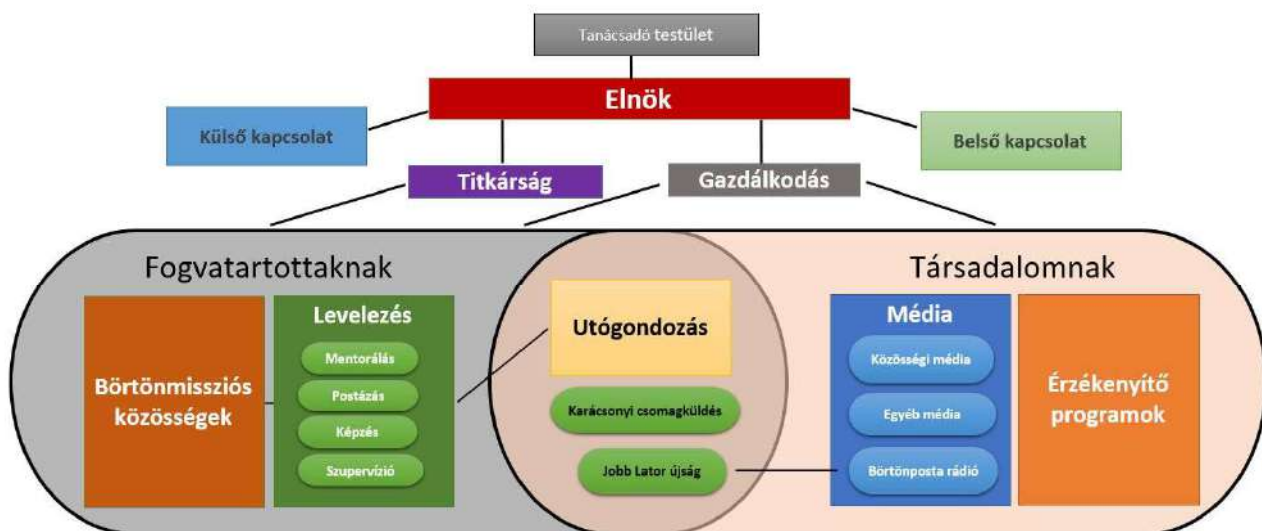 Tanácsadó testület
Elnök
Külső kapcsolat
Belső kapcsolat
Titkárság
Gazdálkodás
Fogvatartottaknak
Társadalomnak
Börtönmissziós
közösségek
Levelezés
Mentorálás
Postázás
Képzés
Szupervízió
Utógondozás
Karácsonyi csomagküldés
Jobb Lator újság
Média
Közösségi média
Egyéb média
Börtönposta rádió
Érzékenyítő
programok